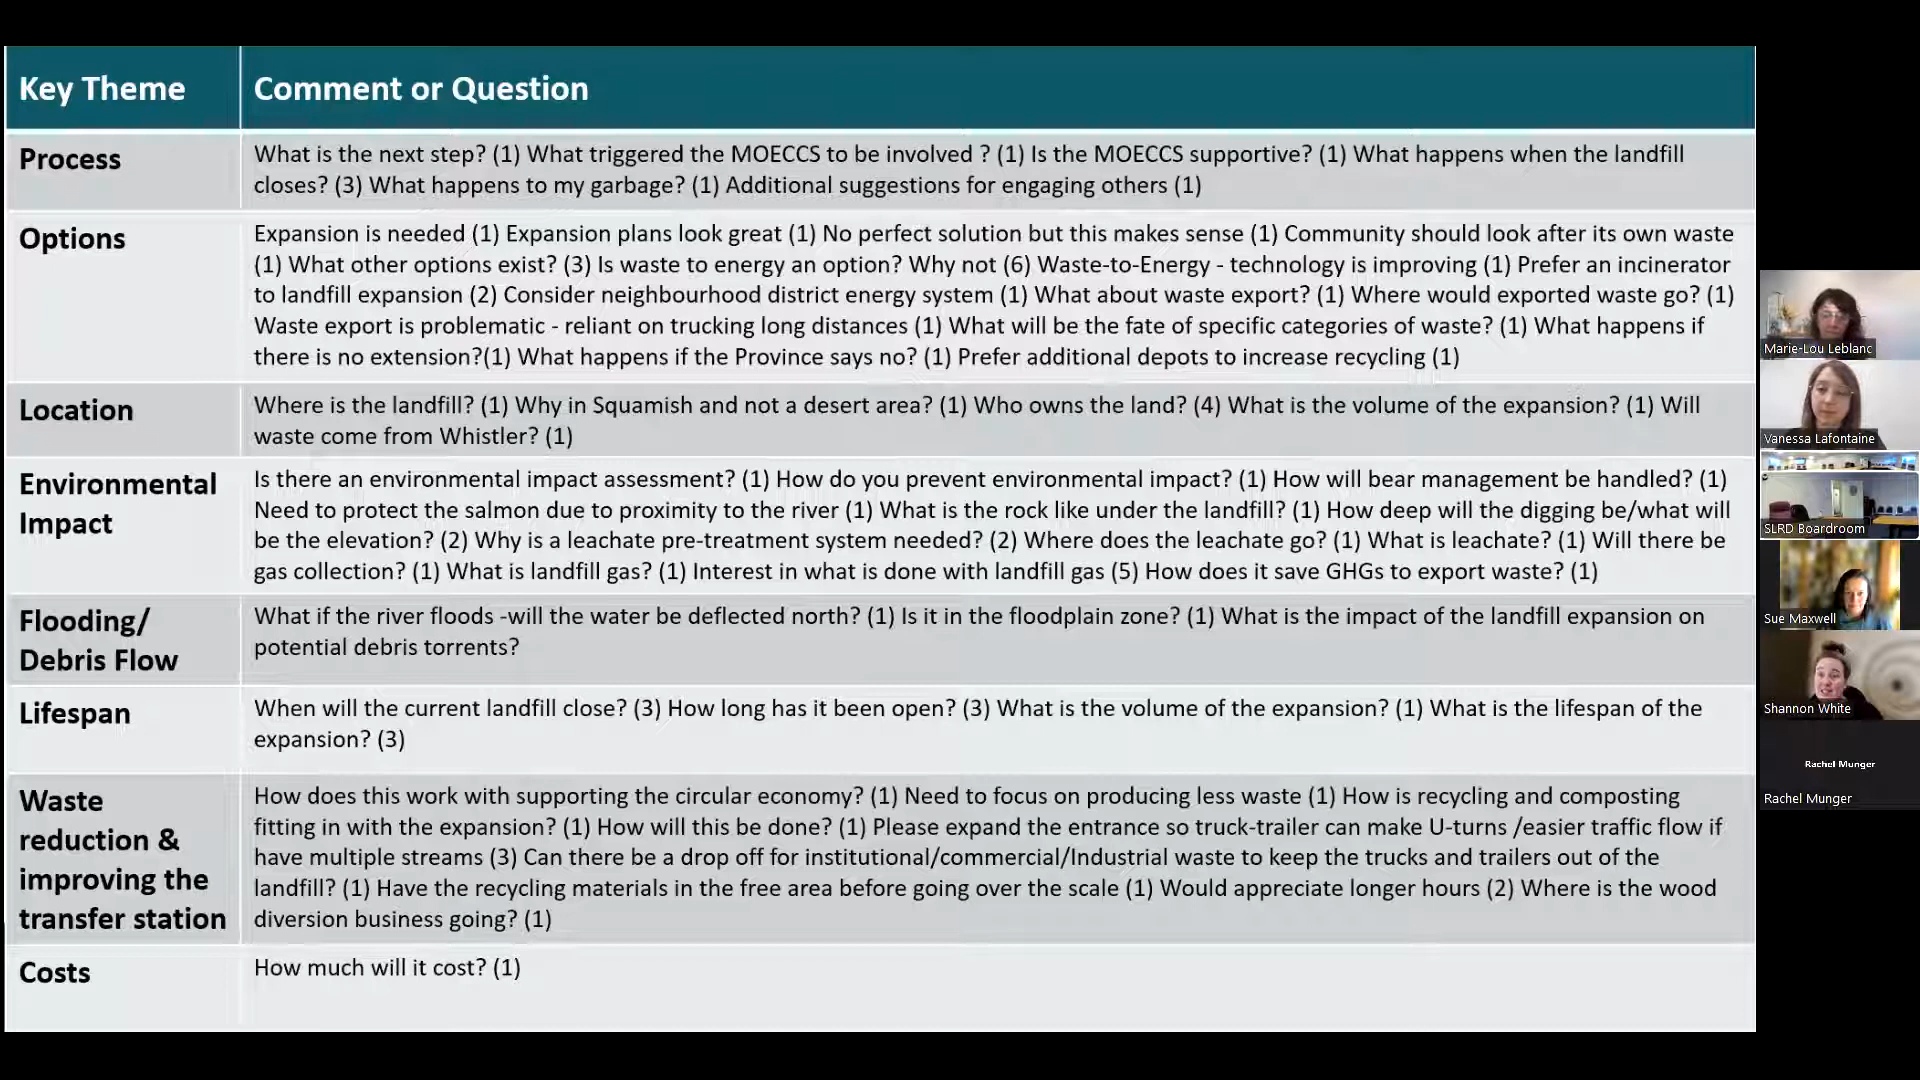 Key Theme
Comment or Question
Process
What is the next step? (1) What triggered the MOECCS to be involved ? (1) Is the MOECCS supportive? (1) What happens when the landfill
closes? (3) What happens to my garbage? (1) Additional suggestions for engaging others (1)
Options
Expansion is needed (1) Expansion plans look great (1) No perfect solution but this makes sense (1) Community should look after its own waste
(1) What other options exist? (3) Is waste to energy an option? Why not (6) Waste-to-Energy - technology is improving (1) Prefer an incinerator
to landfill expansion (2) Consider neighbourhood district energy system (1) What about waste export? (1) Where would exported waste go? (1)
Waste export is problematic - reliant on trucking long distances (1) What will be the fate of specific categories of waste? (1) What happens if
there is no extension?(1) What happens if the Province says no? (1) Prefer additional depots to increase recycling (1)
Location
Where is the landfill? (1) Why in Squamish and not a desert area? (1) Who owns the land? (4) What is the volume of the expansion? (1) Will
waste come from Whistler? (1)
Environmental
Impact
Is there an environmental impact assessment? (1) How do you prevent environmental impact? (1) How will bear management be handled? (1)
Need to protect the salmon due to proximity to the river (1) What is the rock like under the landfill? (1) How deep will the digging be/what will
be the elevation? (2) Why is a leachate pre-treatment system needed? (2) Where does the leachate go? (1) What is leachate? (1) Will there be
gas collection? (1) What is landfill gas? (1) Interest in what is done with landfill gas (5) How does it save GHGs to export waste? (1)
Flooding/
Debris Flow
What if the river floods -will the water be deflected north? (1) Is it in the floodplain zone? (1) What is the impact of the landfill expansion on
potential debris torrents?
Lifespan
When will the current landfill close? (3) How long has it been open? (3) What is the volume of the expansion? (1) What is the lifespan of the
expansion? (3)
Waste
reduction &
improving the
transfer station
How does this work with supporting the circular economy? (1) Need to focus on producing less waste (1) How is recycling and composting
fitting in with the expansion? (1) How will this be done? (1) Please expand the entrance so truck-trailer can make U-turns /easier traffic flow if
have multiple streams (3) Can there be a drop off for institutional/commercial/Industrial waste to keep the trucks and trailers out of the
landfill? (1) Have the recycling materials in the free area before going over the scale (1) Would appreciate longer hours (2) Where is the wood
diversion business going? (1)
Costs
How much will it cost? (1)
Marie-Lou Leblanc
Vanessa Lafontaine
SLRD Boardroom
Sue Maxwell
Shannon White
Rachel Munger
Rachel Munger